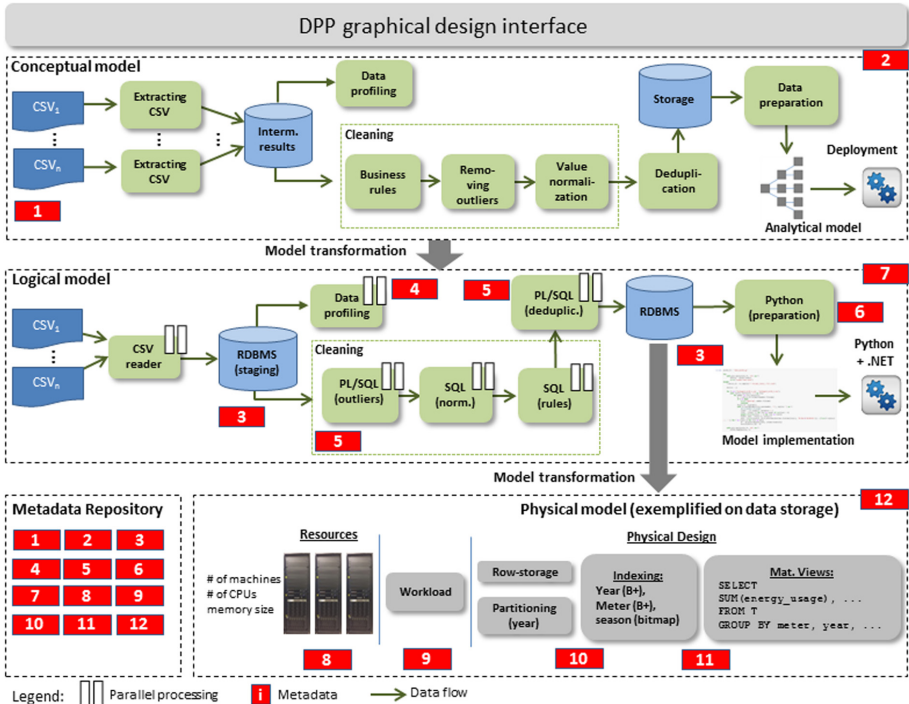 DPP graphical design interface
Conceptual model
2
CSV1
Extracting
CSV
CSVn
Extracting
CSV
1
Interm.
results
Data
profiling
Cleaning
Business
rules
Remo-
ving
outliers
Value
normali-
zation
Dedupli-
cation
Storage
Data
preparation
Deployment
Analytical model
Model transformation
Logical model
7
CSV1
CSVn
CSV
reader
RDBMS
(staging)
3
Data
profiling
4
Cleaning
PL/SQL
(outliers)
5
SQL
(norm.)
SQL
(rules)
5
PL/SQL
(deduplic.)
RDBMS
3
Python
(preparation)
6
Python
+ .NET
Model implementation
Model transformation
Metadata Repository
1 2 3
4 5 6
7 8 9
10 11 12
12
Physical model (exemplified on data storage)
Resources
# of machines
# of CPUs
memory size
8
Workload
9
Physical Design
Row-storage
Partitioning
(year)
Indexing:
Year (B+),
Meter (B+),
season (bitmap)
10
Mat. Views:
SELECT
SUM(energy_usage), ...
FROM T
GROUP BY meter, year, ...
11
Legend:
Parallel processing
i Metadata
Data flow